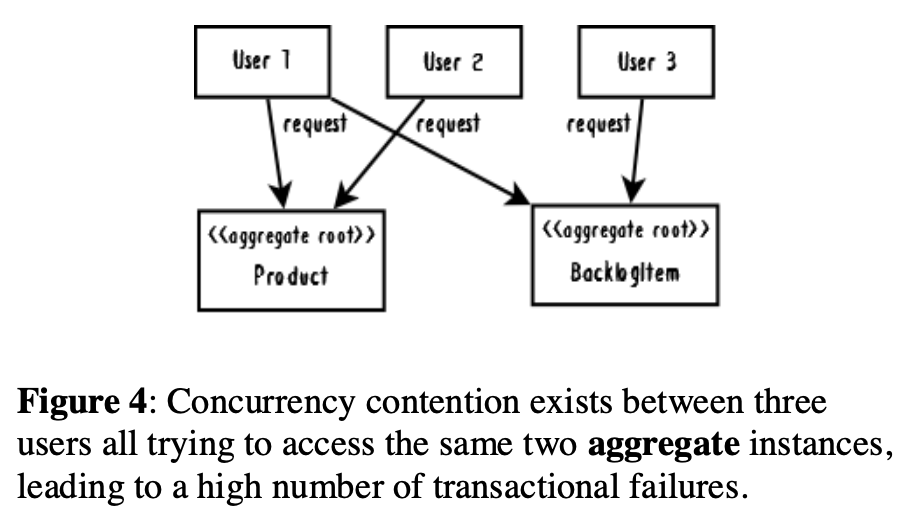 User 1
User 2
User 3
request
request
request
<<aggregate root>>
Product
<<aggregate root>>
BacklogItem
Figure 4: Concurrency contention exists between three
users all trying to access the same two aggregate instances,
leading to a high number of transactional failures.